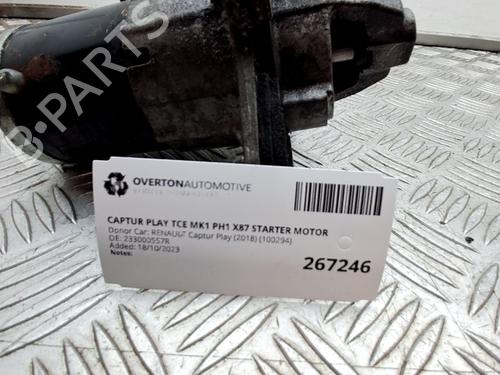 B-PARTS
OVERTONAUTOMOTIVE
CAPTUR PLAY TCE MK1 PH1 X87 STARTER MOTOR
Donor Car: RENAULT Captur Play (2018) (100294)
OE: 233000557R
Added: 18/10/2023
Notes:
267246